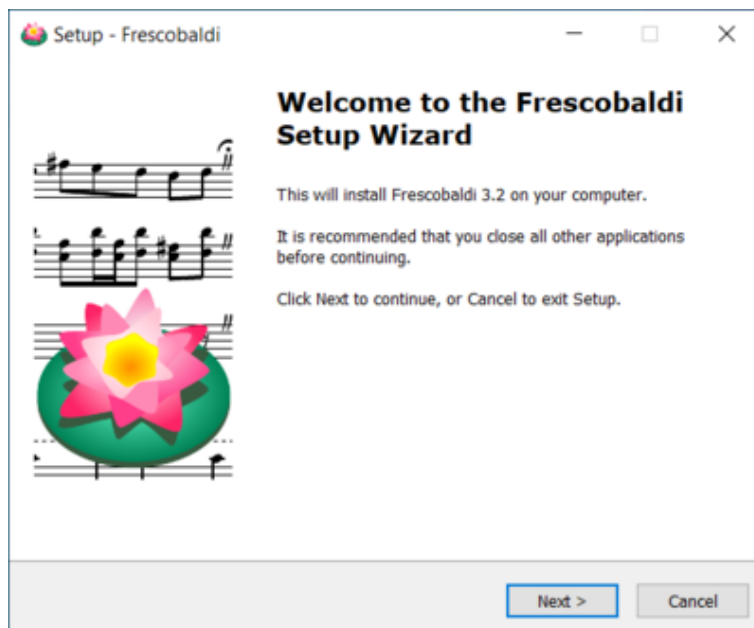 Setup - Frescobaldi
Welcome to the Frescobaldi
Setup Wizard
This will install Frescobaldi 3.2 on your computer.
It is recommended that you close all other applications
before continuing.
Click Next to continue, or Cancel to exit Setup.
Next >
Cancel